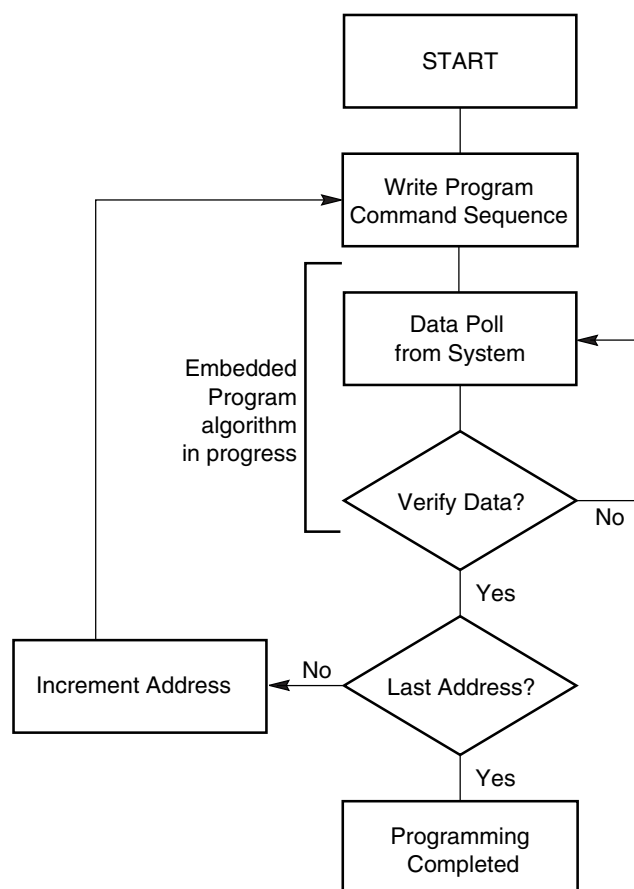 START
Write Program
Command Sequence
Data Poll
from System
Embedded
Program
algorithm
in progress
Verify Data?
No
Yes
Increment Address
No
Last Address?
Yes
Programming
Completed